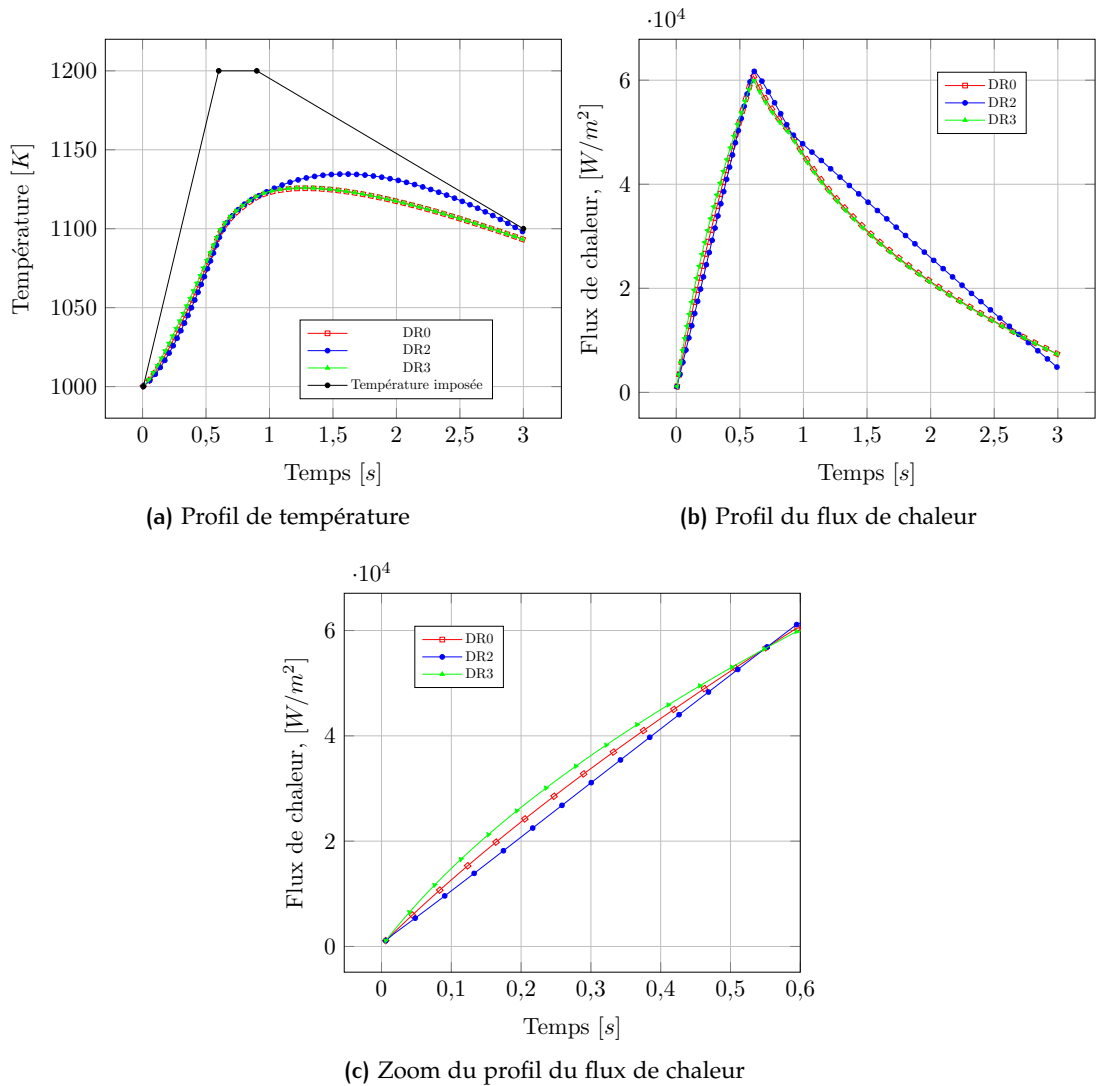 1200
1150
1100
1050
1000
Température [K]
0
0,5
1
1,5
2
2,5
3
Temps [s]
DR0
DR2
DR3
Température imposée
(a) Profil de température
·10^4
6
4
2
0
Flux de chaleur, [W/m^2]
0
0,5
1
1,5
2
2,5
3
Temps [s]
DR0
DR2
DR3
(b) Profil du flux de chaleur
·10^4
6
4
2
0
Flux de chaleur, [W/m^2]
0
0,1
0,2
0,3
0,4
0,5
0,6
Temps [s]
DR0
DR2
DR3
(c) Zoom du profil du flux de chaleur